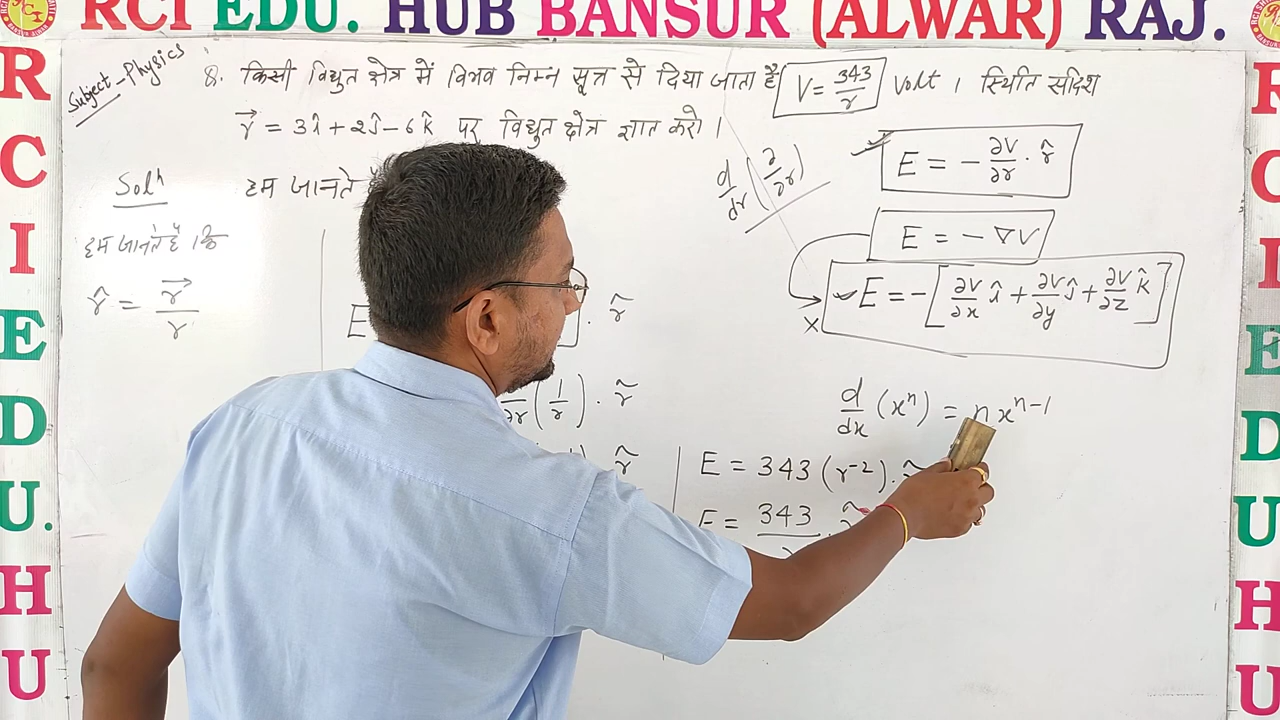 RCI EDU. HUB BANSUR (ALWAR) RAJ.
R
C
I
E
D
U.
H
U
Subject - Physics
Q. किसी विद्युत क्षेत्र में विभव निम्न सूत्र से दिया जाता है V = 343/r Volt । स्थिति सदिश
r⃗ = 3î + 2ĵ - 6k̂ पर विद्युत क्षेत्र ज्ञात करो ।
Solⁿ
हम जानते
हम जानते है
r̂ = r⃗/r
d/dr (∂/∂r)
E = -∂V/∂r . r̂
E = -∇V
E = -[∂V/∂x î + ∂V/∂y ĵ + ∂V/∂z k̂]
x
E
. r̂
∂r (1/r) . r̂
r̂
d/dx (xⁿ) = n xⁿ⁻¹
E = 343 (r⁻²).
E = 343
R
C
I
E
D
U
H
U